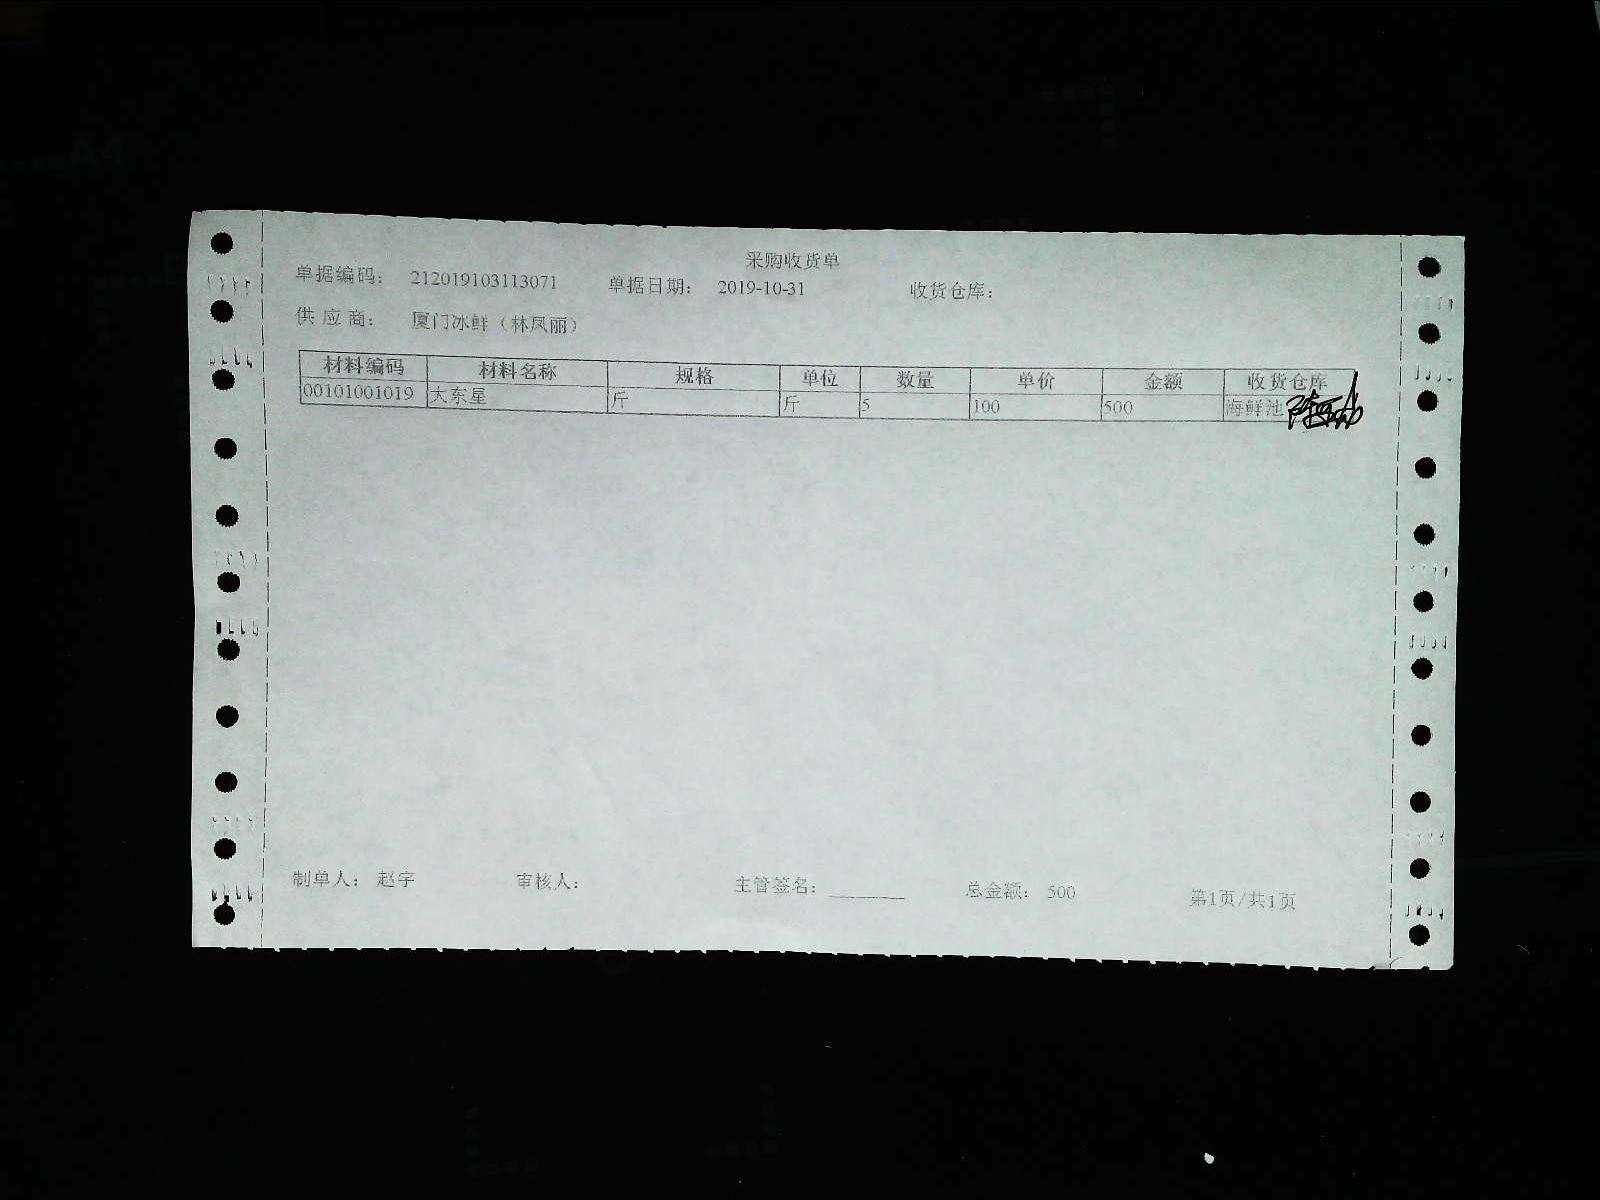 采购收货单
单据编码： 212019103113071 单据日期： 2019-10-31 收货仓库：
供应商： 厦门冰鲜（林凤丽）
材料编码 材料名称 规格 单位 数量 单价 金额 收货仓库
00101001019 大东星 斤 斤 5 100 500 海鲜池
制单人： 赵宇 审核人： 主管签名： 总金额： 500 第1页/共1页